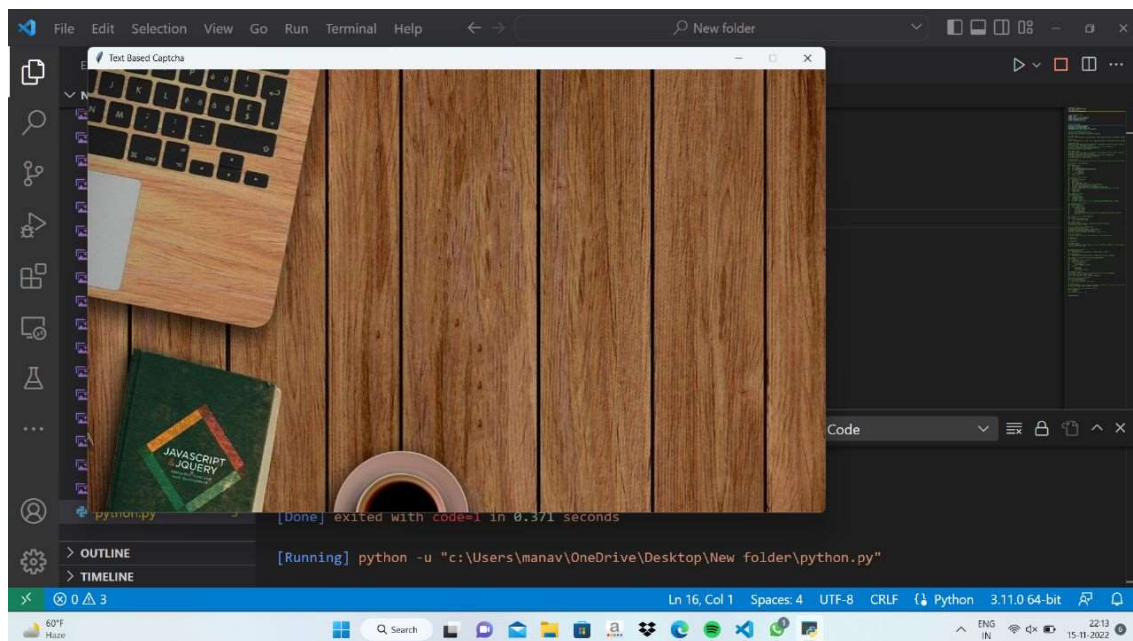 File Edit Selection View Go Run Terminal Help
New folder
Text Based Captcha
JAVASCRIPT
& JQUERY
Code
python.py 3
[Done] exited with code=1 in 0.371 seconds
[Running] python -u "c:\Users\manav\OneDrive\Desktop\New folder\python.py"
OUTLINE
TIMELINE
0 3 Ln 16, Col 1 Spaces: 4 UTF-8 CRLF Python 3.11.0 64-bit
60°F
Haze
Search
ENG
IN
22:13
15-11-2022
6